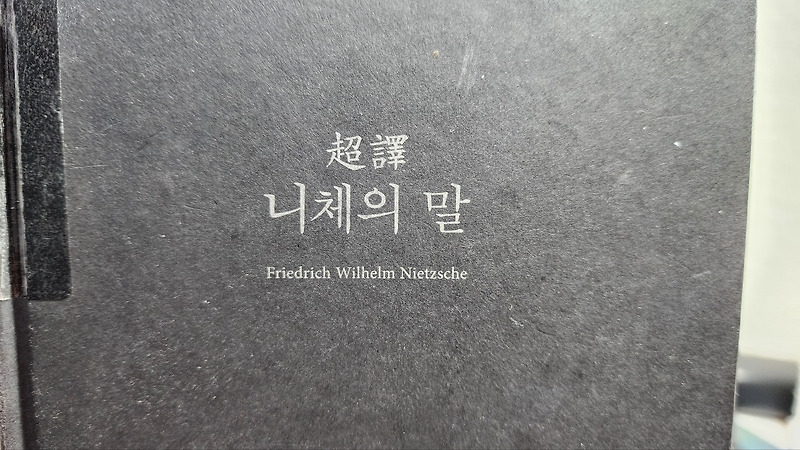 超譯
니체의 말
Friedrich Wilhelm Nietzsche